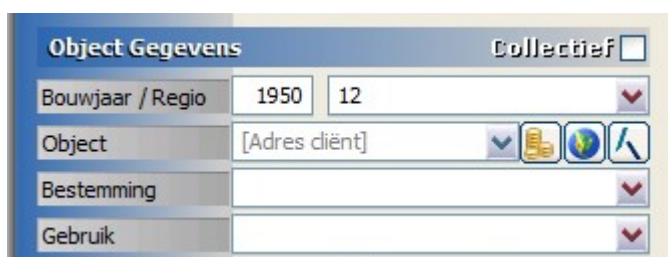 Object Gegevens Collectief
Bouwjaar / Regio 1950 12
Object [Adres cliënt]
Bestemming
Gebruik